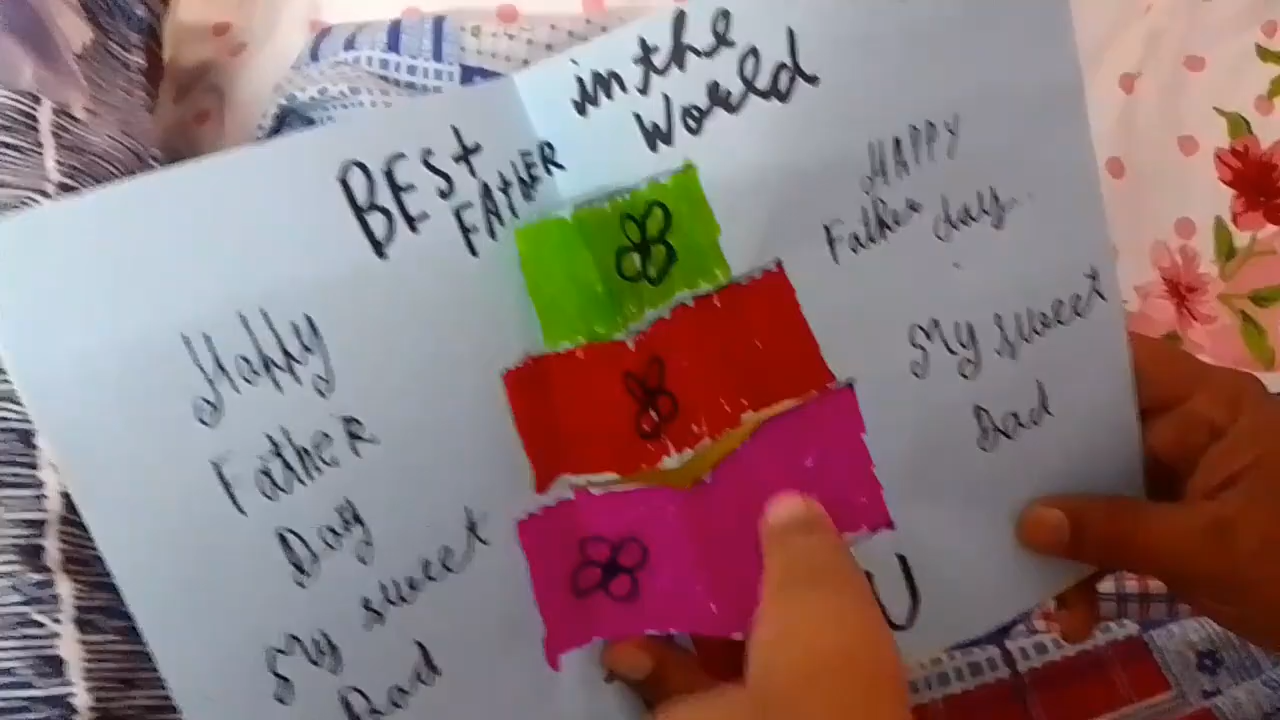 BEST
FATHER
in the
World
Happy
Father
Day
My sweet
Dad
HAPPY
Father day
My sweet
Dad
U